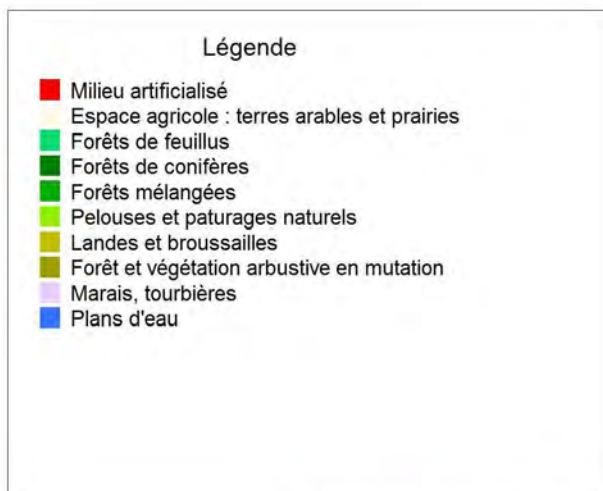 Légende
Milieu artificialisé
Espace agricole : terres arables et prairies
Forêts de feuillus
Forêts de conifères
Forêts mélangées
Pelouses et paturages naturels
Landes et broussailles
Forêt et végétation arbustive en mutation
Marais, tourbières
Plans d'eau